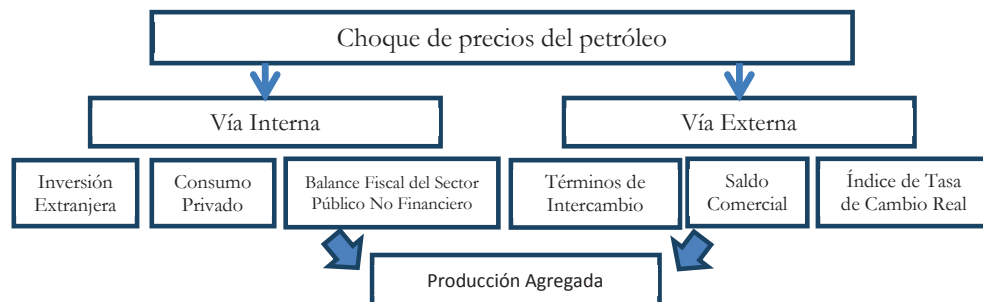 Choque de precios del petróleo
Vía Interna
Vía Externa
Inversión
Extranjera
Consumo
Privado
Balance Fiscal del Sector
Público No Financiero
Términos de
Intercambio
Saldo
Comercial
Índice de Tasa
de Cambio Real
Producción Agregada